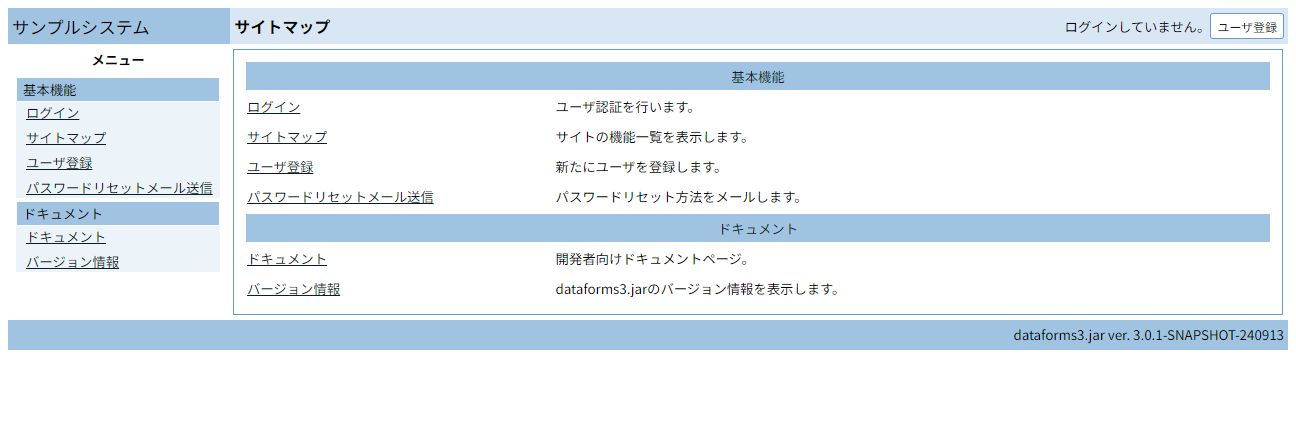 サンプルシステム
サイトマップ
ログインしていません。 ユーザ登録
メニュー
基本機能
ログイン
サイトマップ
ユーザ登録
パスワードリセットメール送信
ドキュメント
ドキュメント
バージョン情報
基本機能
ログイン ユーザ認証を行います。
サイトマップ サイトの機能一覧を表示します。
ユーザ登録 新たにユーザを登録します。
パスワードリセットメール送信 パスワードリセット方法をメールします。
ドキュメント
ドキュメント 開発者向けドキュメントページ。
バージョン情報 dataforms3.jarのバージョン情報を表示します。
dataforms3.jar ver. 3.0.1-SNAPSHOT-240913